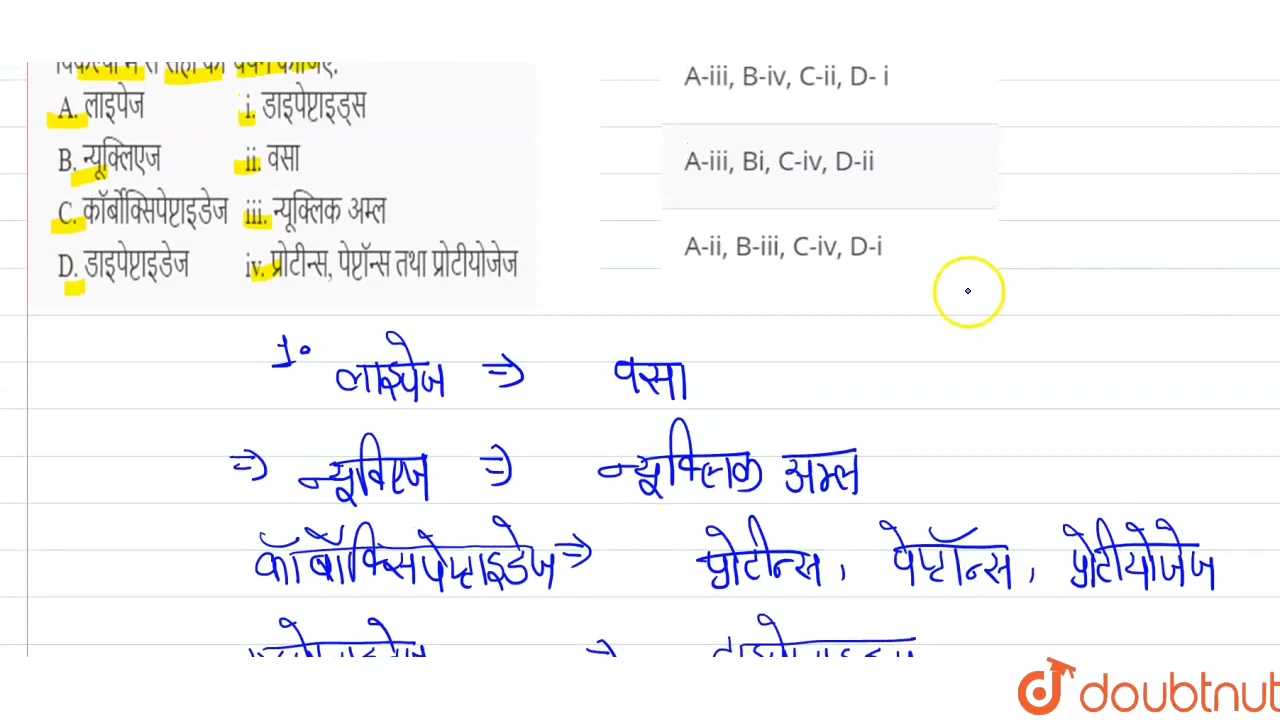 A. लाइपेज i. डाइपेप्टाइड्स
B. न्यूक्लिएज ii. वसा
C. कॉर्बोक्सिपेप्टाइडेज iii. न्यूक्लिक अम्ल
D. डाइपेप्टाइडेज iv. प्रोटीन्स, पेप्टॉन्स तथा प्रोटीयोजेज
A-iii, B-iv, C-ii, D- i
A-iii, Bi, C-iv, D-ii
A-ii, B-iii, C-iv, D-i
1. लाइपेज => वसा
=> न्यूक्लिएज => न्यूक्लिक अम्ल
कॉर्बोक्सिपेप्टाइडेज => प्रोटीन्स, पेप्टॉन्स, प्रोटीयोजेज
doubtnut